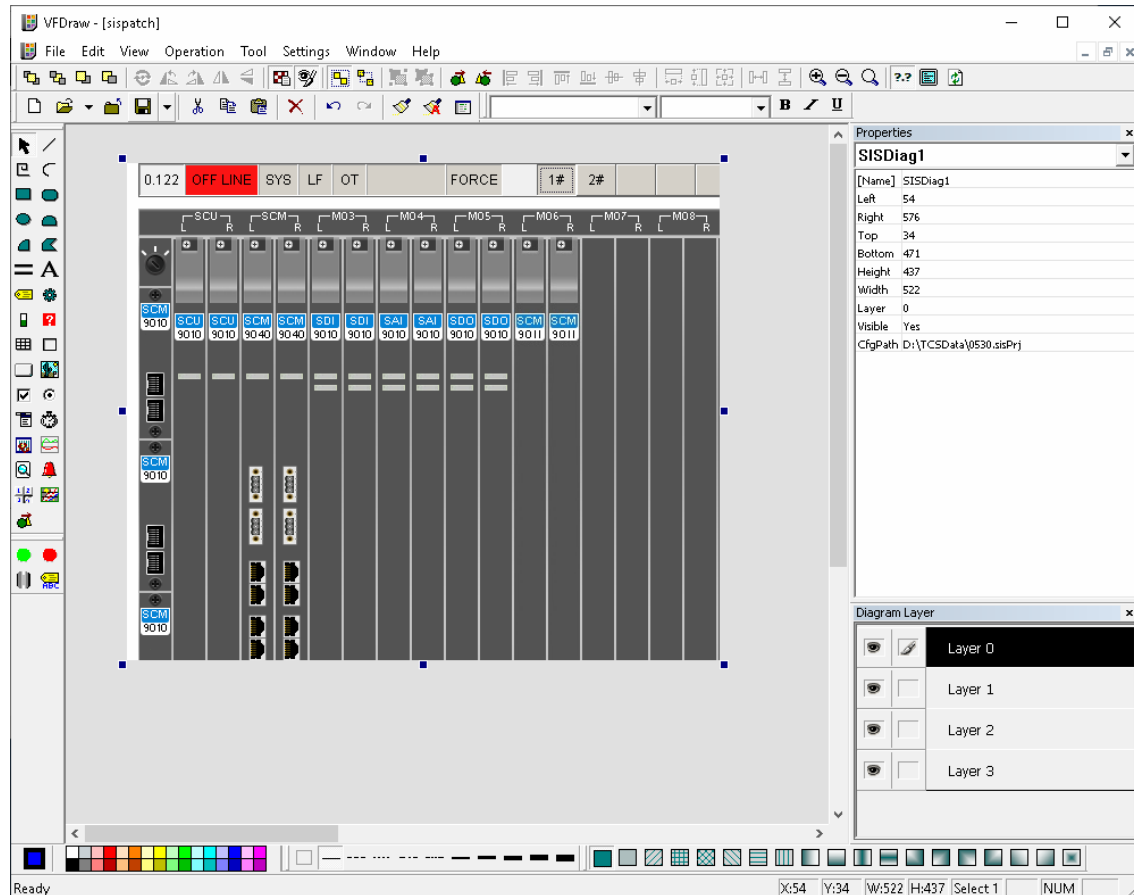 VFDraw - [sispatch]
File Edit View Operation Tool Settings Window Help
?.?
B I U
A
ABC
0.122 OFF LINE SYS LF OT FORCE 1# 2#
SCU SCM M03 M04 M05 M06 M07 M08
L R L R L R L R L R L R L R L R
SCM
9010
SCU SCU SCM SCM SDI SDI SAI SAI SDO SDO SCM SCM
9010 9010 9040 9040 9010 9010 9010 9010 9010 9010 9011 9011
SCM
9010
SCM
9010
Properties
SISDiag1
[Name] SISDiag1
Left 54
Right 576
Top 34
Bottom 471
Height 437
Width 522
Layer 0
Visible Yes
CfgPath D:\TCSData\0530.sisPrj
Diagram Layer
Layer 0
Layer 1
Layer 2
Layer 3
Ready X:54 Y:34 W:522 H:437 Select 1 NUM